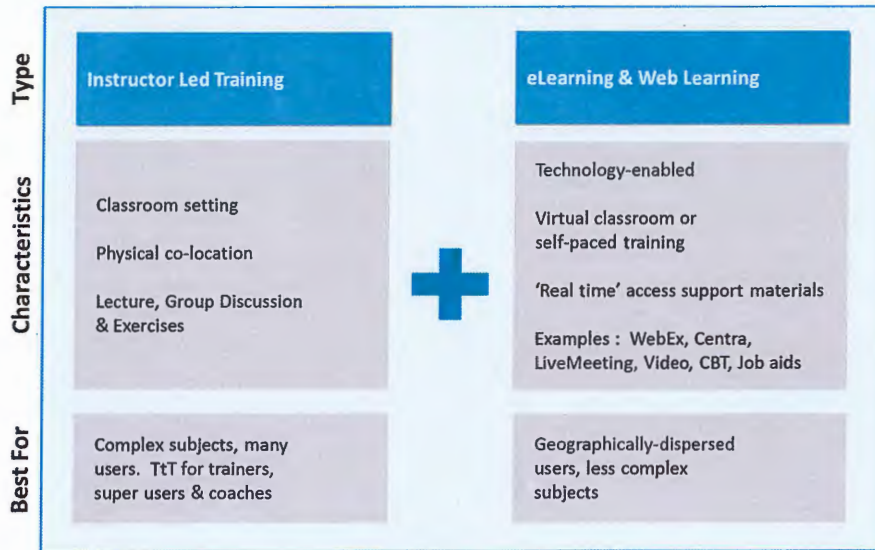 Type
Instructor Led Training
eLearning & Web Learning
Characteristics
Classroom setting
Physical co-location
Lecture, Group Discussion
& Exercises
Technology-enabled
Virtual classroom or
self-paced training
‘Real time’ access support materials
Examples : WebEx, Centra,
LiveMeeting, Video, CBT, Job aids
Best For
Complex subjects, many
users. TtT for trainers,
super users & coaches
Geographically-dispersed
users, less complex
subjects